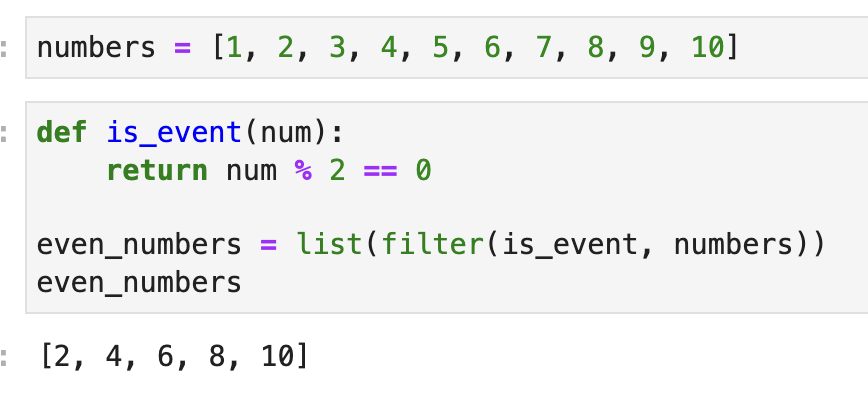 : numbers = [1, 2, 3, 4, 5, 6, 7, 8, 9, 10]
: def is_event(num):
    return num % 2 == 0
even_numbers = list(filter(is_event, numbers))
even_numbers
: [2, 4, 6, 8, 10]